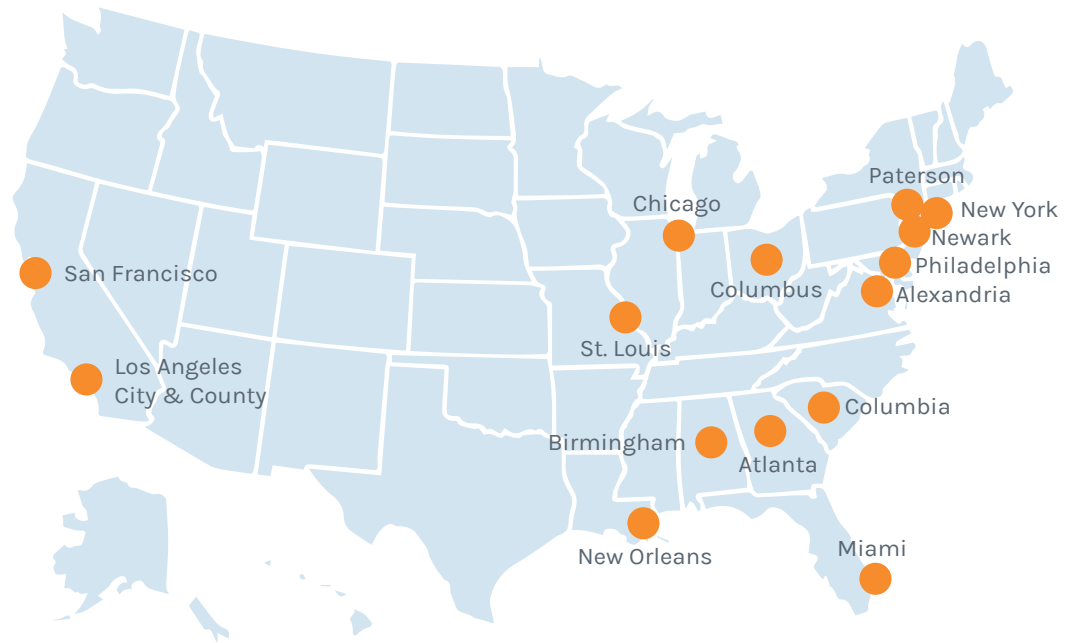 Paterson
Chicago
New York
Newark
Philadelphia
San Francisco
Columbus
Alexandria
St. Louis
Los Angeles
City & County
Columbia
Birmingham
Atlanta
Miami
New Orleans